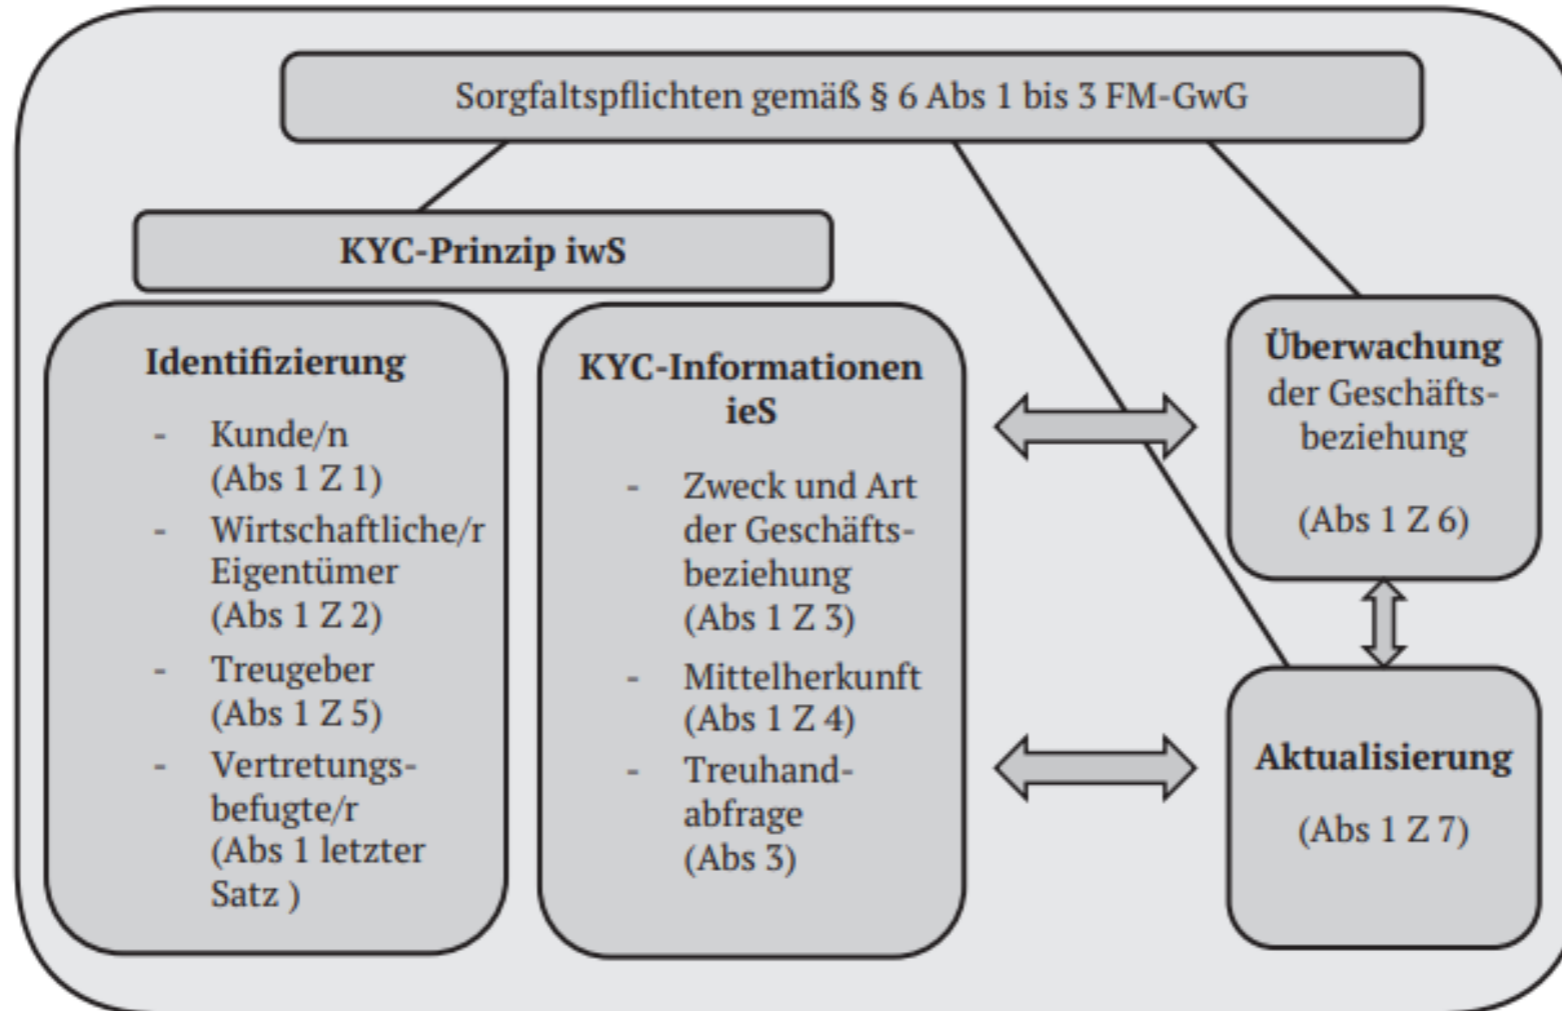 Sorgfaltspflichten gemäß § 6 Abs 1 bis 3 FM-GwG
KYC-Prinzip iwS
Identifizierung
- Kunde/n
(Abs 1 Z 1)
- Wirtschaftliche/r
Eigentümer
(Abs 1 Z 2)
- Treugeber
(Abs 1 Z 5)
- Vertretungs-
befugte/r
(Abs 1 letzter
Satz )
KYC-Informationen
ieS
- Zweck und Art
der Geschäfts-
beziehung
(Abs 1 Z 3)
- Mittelherkunft
(Abs 1 Z 4)
- Treuhand-
abfrage
(Abs 3)
Überwachung
der Geschäfts-
beziehung
(Abs 1 Z 6)
Aktualisierung
(Abs 1 Z 7)